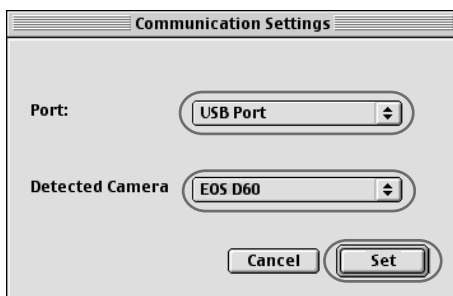 Communication Settings
Port: USB Port
Detected Camera EOS D60
Cancel Set